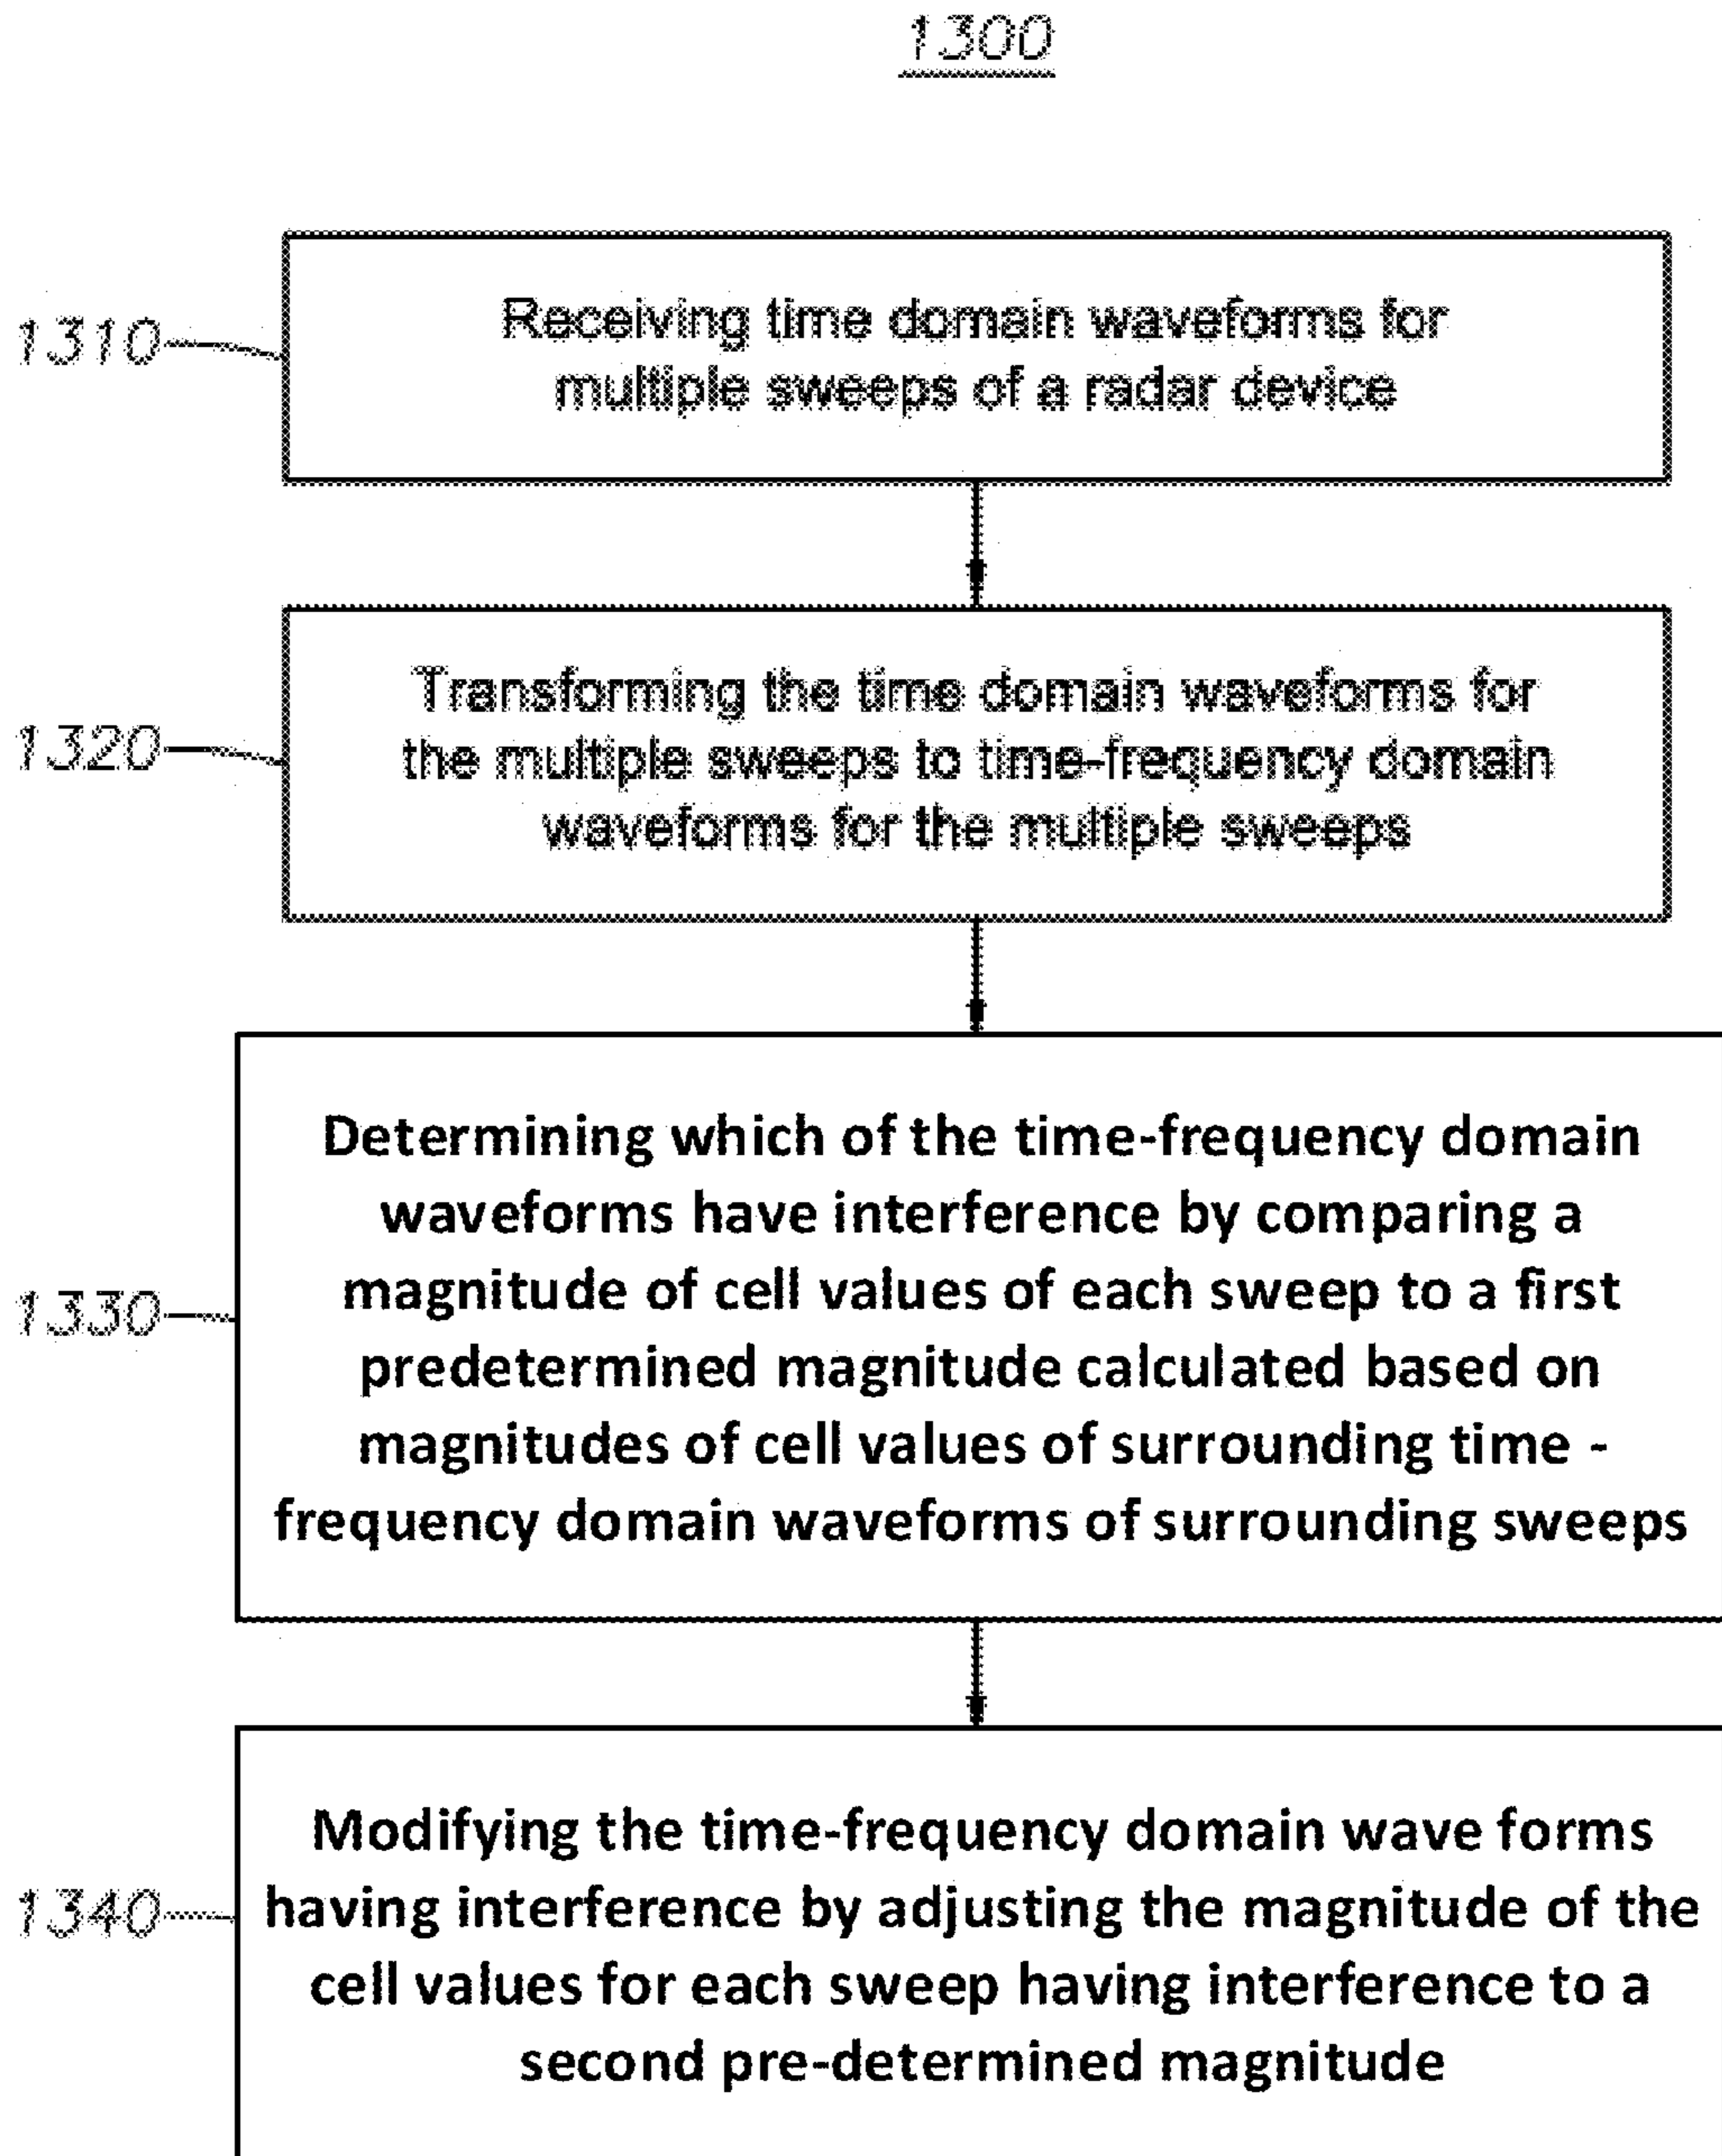 1300
1310
Receiving time domain waveforms for
multiple sweeps of a radar device
1320
Transforming the time domain waveforms for
the multiple sweeps to time-frequency domain
waveforms for the multiple sweeps
1330
Determining which of the time-frequency domain
waveforms have interference by comparing a
magnitude of cell values of each sweep to a first
predetermined magnitude calculated based on
magnitudes of cell values of surrounding time -
frequency domain waveforms of surrounding sweeps
1340
Modifying the time-frequency domain wave forms
having interference by adjusting the magnitude of the
cell values for each sweep having interference to a
second pre-determined magnitude